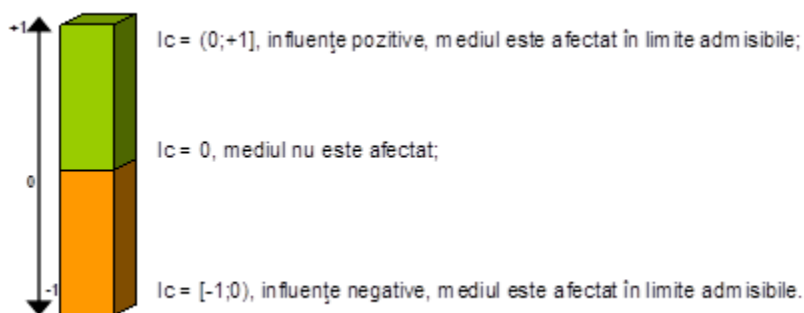 +1
Ic = (0;+1], influenţe pozitive, mediul este afectat în limite admisibile;
Ic = 0, mediul nu este afectat;
0
-1
Ic = [-1;0), influenţe negative, mediul este afectat în limite admisibile.